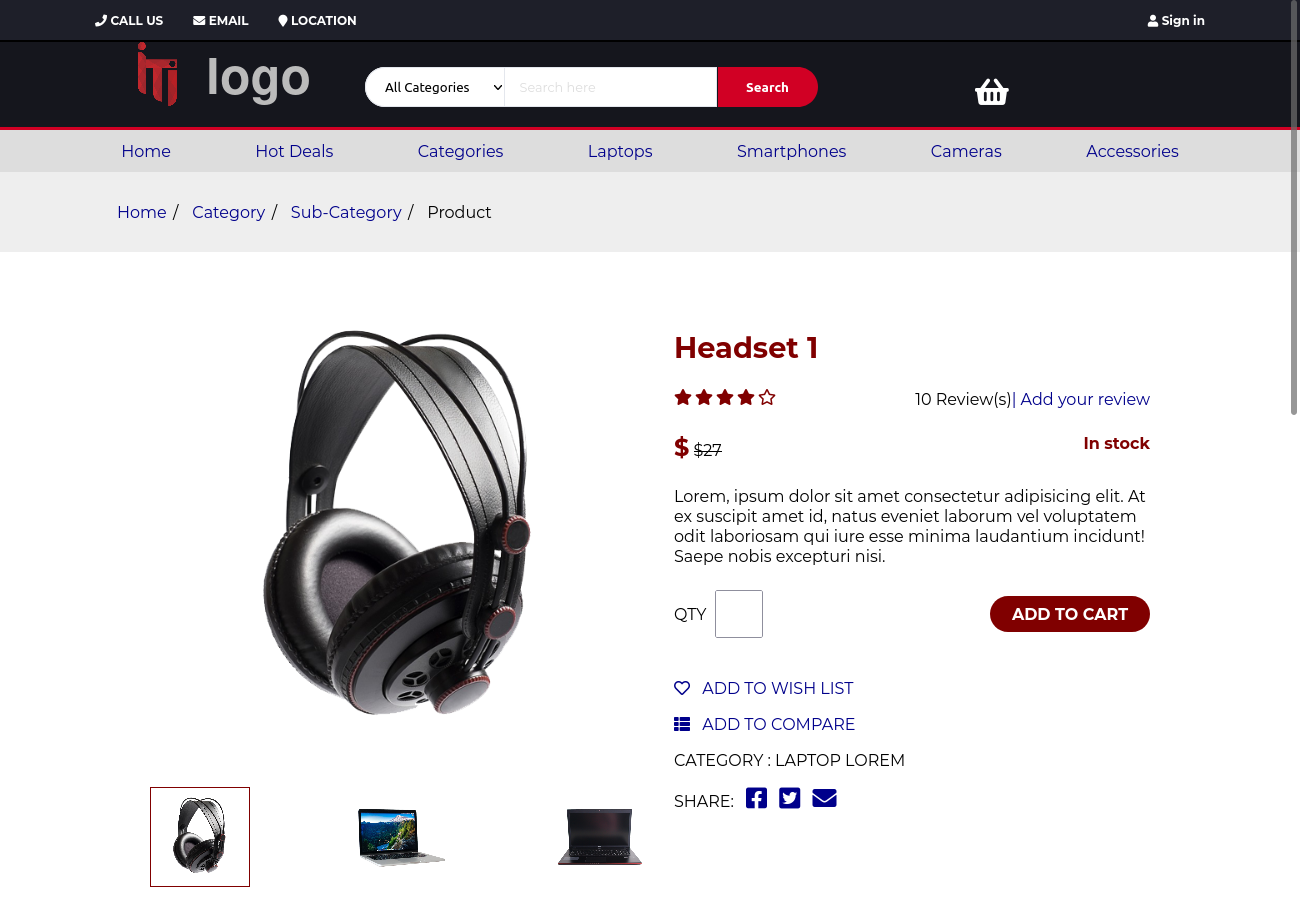 CALL US EMAIL LOCATION Sign in
iTi logo All Categories Search here Search
Home Hot Deals Categories Laptops Smartphones Cameras Accessories
Home / Category / Sub-Category / Product
Headset 1
10 Review(s)| Add your review
$ $27 In stock
Lorem, ipsum dolor sit amet consectetur adipisicing elit. At
ex suscipit amet id, natus eveniet laborum vel voluptatem
odit laboriosam qui iure esse minima laudantium incidunt!
Saepe nobis excepturi nisi.
QTY ADD TO CART
ADD TO WISH LIST
ADD TO COMPARE
CATEGORY : LAPTOP LOREM
SHARE: